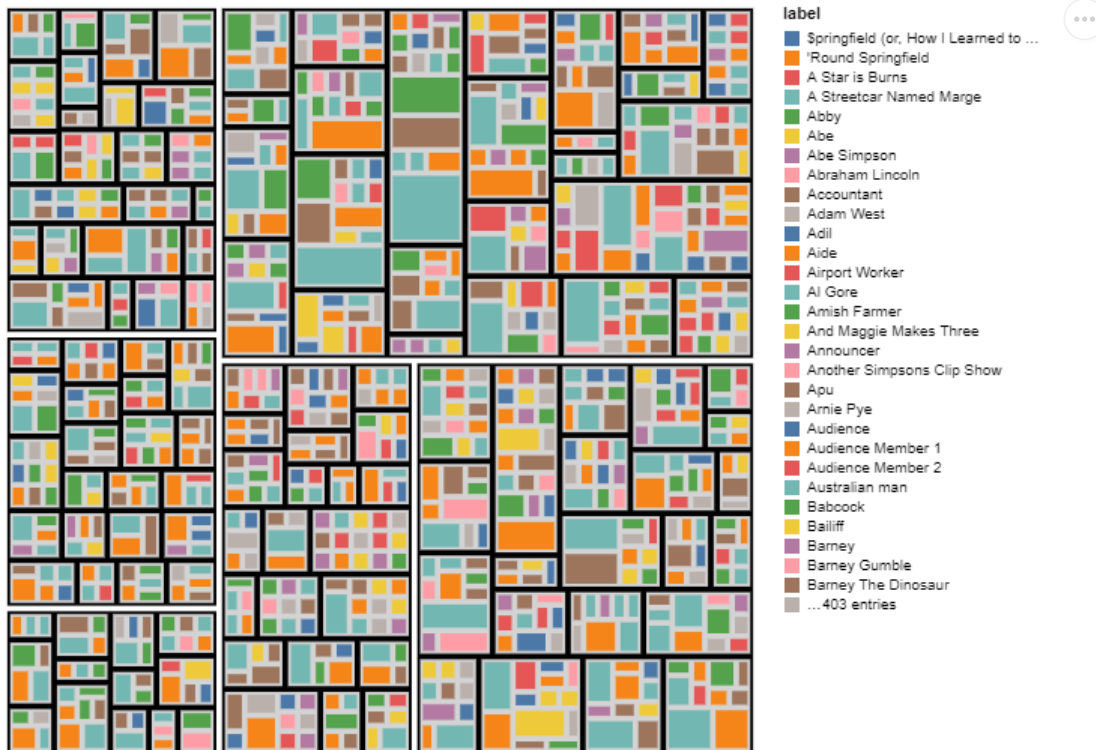 label
$pringfield (or, How I Learned to ...
'Round Springfield
A Star is Burns
A Streetcar Named Marge
Abby
Abe
Abe Simpson
Abraham Lincoln
Accountant
Adam West
Adil
Aide
Airport Worker
Al Gore
Amish Farmer
And Maggie Makes Three
Announcer
Another Simpsons Clip Show
Apu
Arnie Pye
Audience
Audience Member 1
Audience Member 2
Australian man
Babcock
Bailiff
Barney
Barney Gumble
Barney The Dinosaur
...403 entries